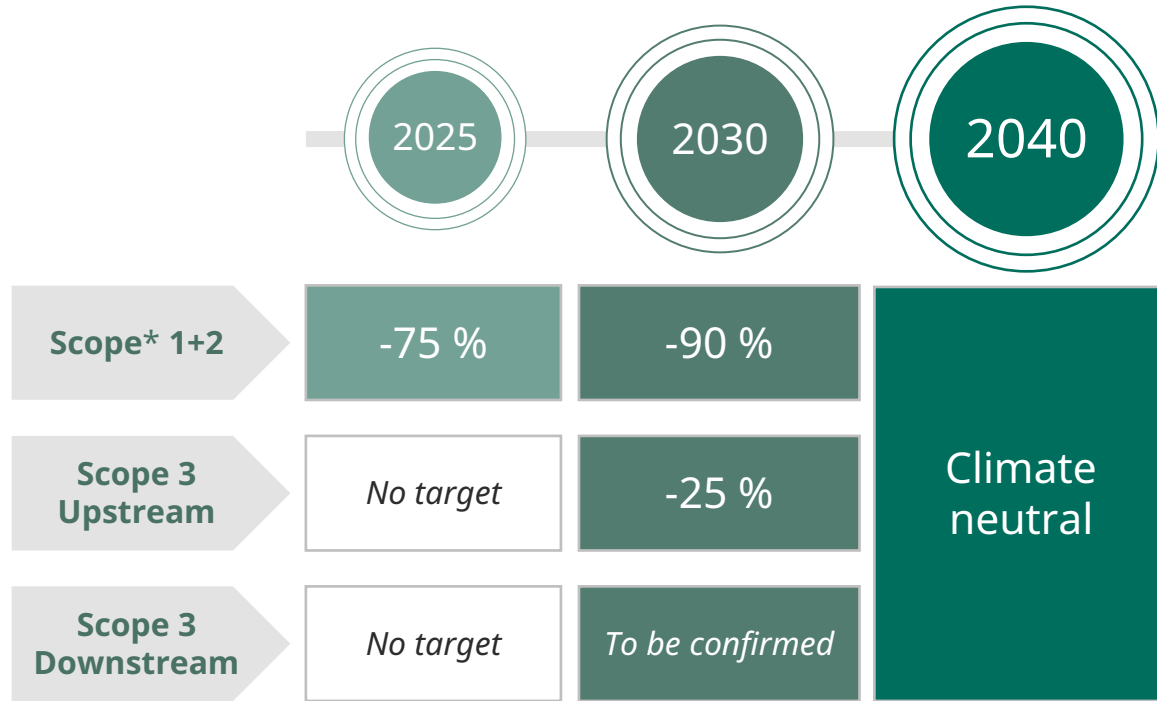 2025
2030
2040
Scope* 1+2
-75 %
-90 %
Scope 3
Upstream
No target
-25 %
Climate
neutral
Scope 3
Downstream
No target
To be confirmed